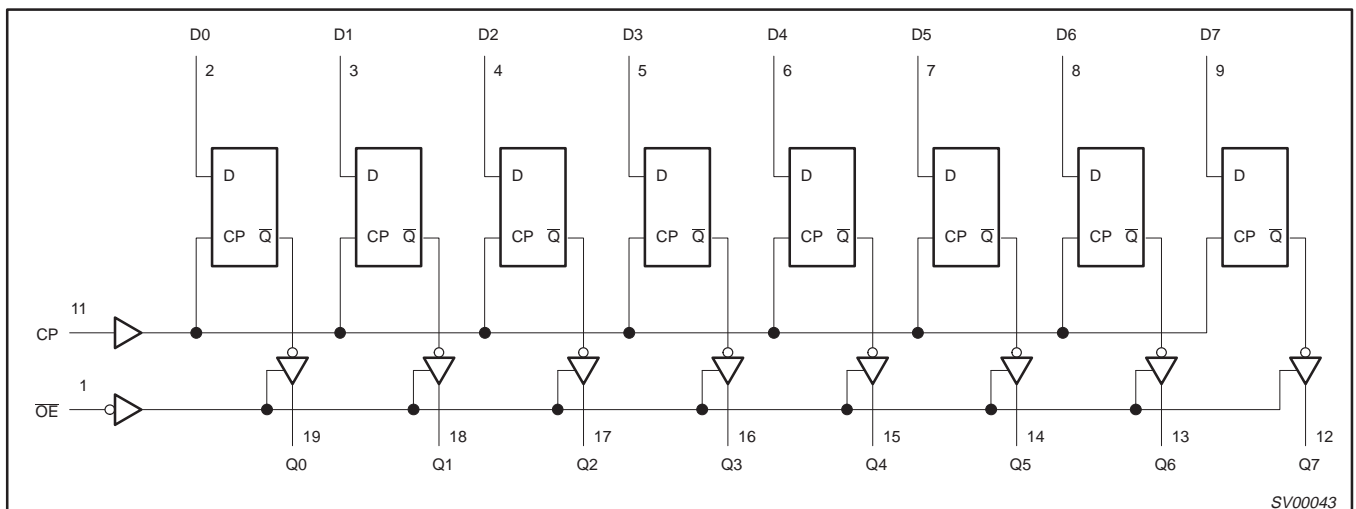 D0 D1 D2 D3 D4 D5 D6 D7
2 3 4 5 6 7 8 9
D D D D D D D D
CP Q̅ CP Q̅ CP Q̅ CP Q̅ CP Q̅ CP Q̅ CP Q̅ CP Q̅
11
CP
1
O̅E̅
19 18 17 16 15 14 13 12
Q0 Q1 Q2 Q3 Q4 Q5 Q6 Q7
SV00043